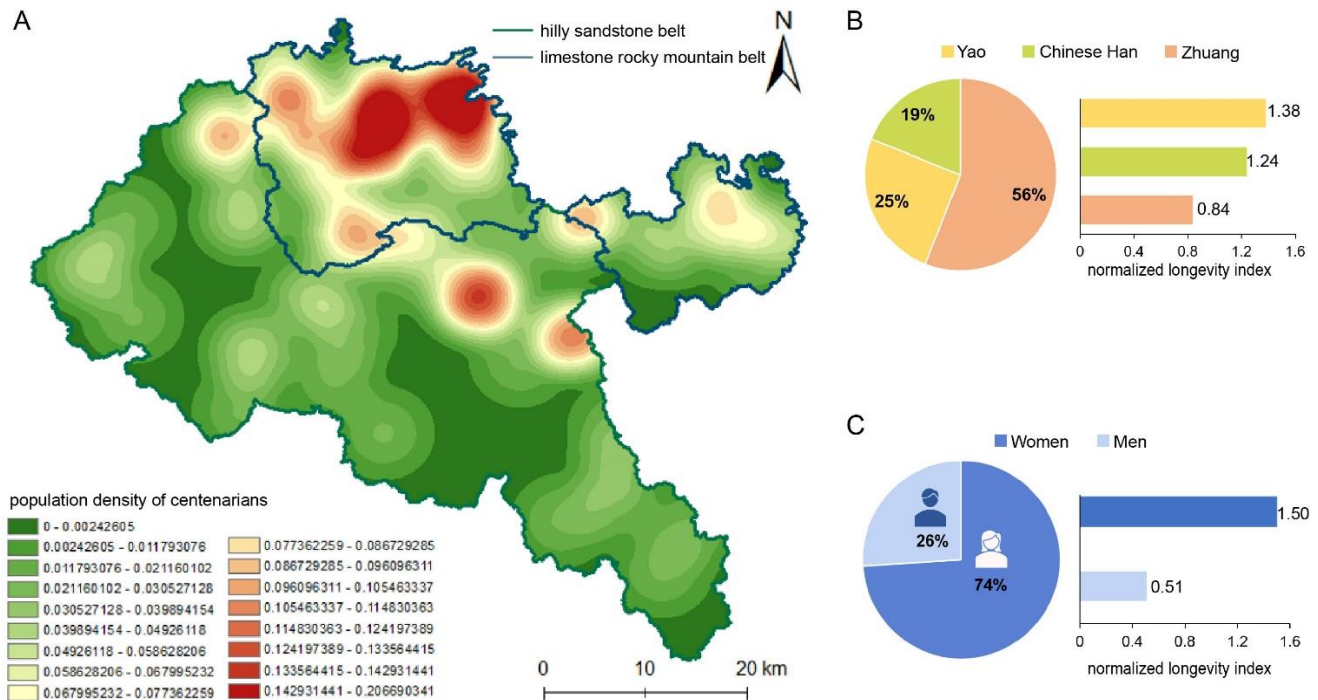 A
hilly sandstone belt
limestone rocky mountain belt
N
population density of centenarians
0 - 0.00242605
0.00242605 - 0.011793076
0.011793076 - 0.021160102
0.021160102 - 0.030527128
0.030527128 - 0.039894154
0.039894154 - 0.04926118
0.04926118 - 0.058628206
0.058628206 - 0.067995232
0.067995232 - 0.077362259
0.077362259 - 0.086729285
0.086729285 - 0.096096311
0.096096311 - 0.105463337
0.105463337 - 0.114830363
0.114830363 - 0.124197389
0.124197389 - 0.133564415
0.133564415 - 0.142931441
0.142931441 - 0.206690341
0 10 20 km
B
Yao Chinese Han Zhuang
19%
25%
56%
1.38
1.24
0.84
0 0.4 0.8 1.2 1.6
normalized longevity index
C
Women Men
26%
74%
1.50
0.51
0 0.4 0.8 1.2 1.6
normalized longevity index